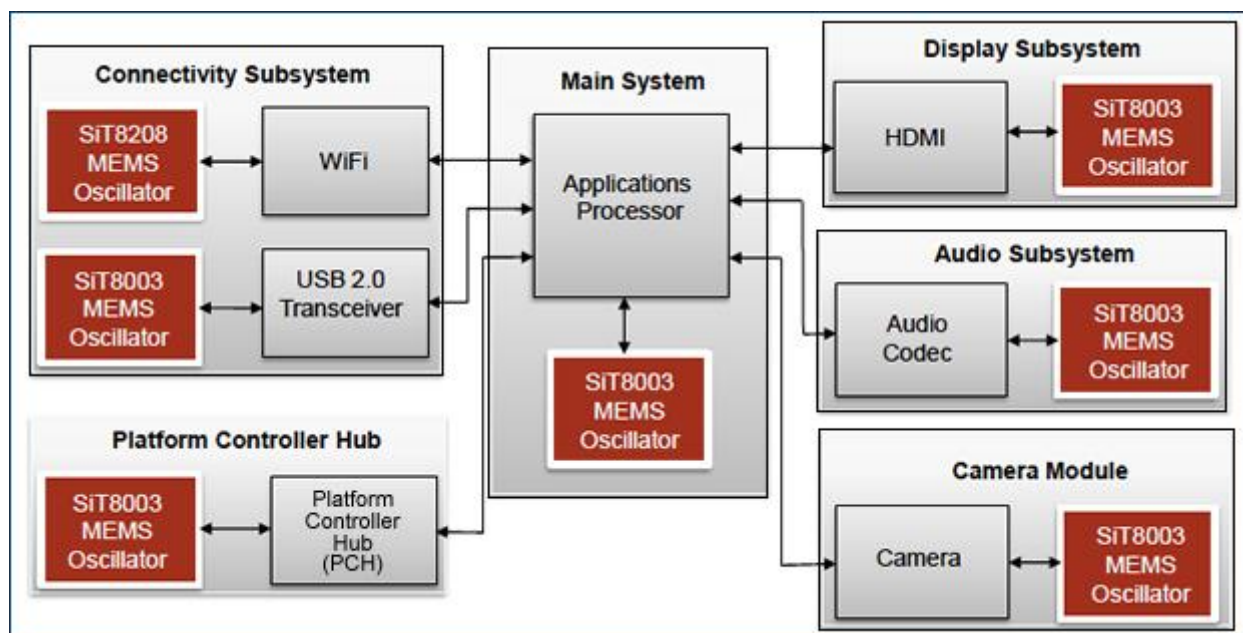 Connectivity Subsystem
SiT8208
MEMS
Oscillator
WiFi
SiT8003
MEMS
Oscillator
USB 2.0
Transceiver
Platform Controller Hub
SiT8003
MEMS
Oscillator
Platform
Controller
Hub
(PCH)
Main System
Applications
Processor
SiT8003
MEMS
Oscillator
Display Subsystem
HDMI
SiT8003
MEMS
Oscillator
Audio Subsystem
Audio
Codec
SiT8003
MEMS
Oscillator
Camera Module
Camera
SiT8003
MEMS
Oscillator